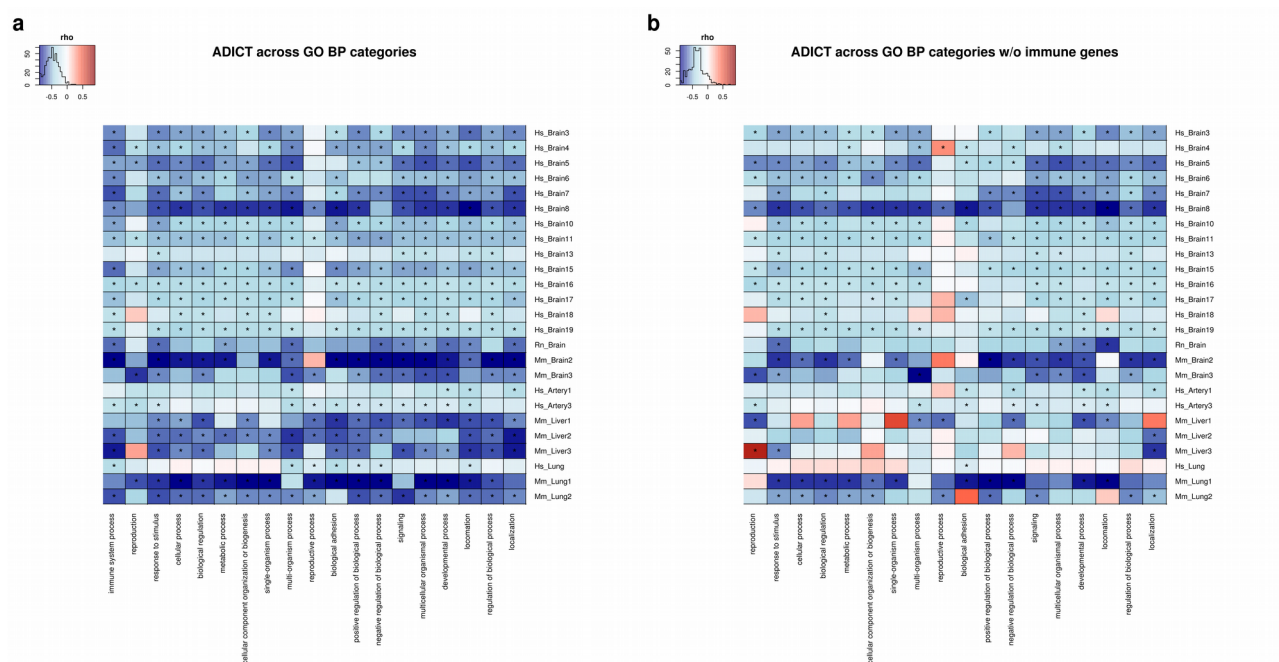 a
rho
50
20
0
-0.5 0 0.5
ADICT across GO BP categories
Hs_Brain3
Hs_Brain4
Hs_Brain5
Hs_Brain6
Hs_Brain7
Hs_Brain8
Hs_Brain10
Hs_Brain11
Hs_Brain13
Hs_Brain15
Hs_Brain16
Hs_Brain17
Hs_Brain18
Hs_Brain19
Rn_Brain
Mm_Brain2
Mm_Brain3
Hs_Artery1
Hs_Artery3
Mm_Liver1
Mm_Liver2
Mm_Liver3
Hs_Lung
Mm_Lung1
Mm_Lung2
immune system process
reproduction
response to stimulus
cellular process
biological regulation
metabolic process
cellular component organization or biogenesis
single-organism process
multi-organism process
reproductive process
biological adhesion
positive regulation of biological process
negative regulation of biological process
signaling
multicellular organismal process
developmental process
locomotion
regulation of biological process
localization
b
rho
50
20
0
-0.5 0 0.5
ADICT across GO BP categories w/o immune genes
Hs_Brain3
Hs_Brain4
Hs_Brain5
Hs_Brain6
Hs_Brain7
Hs_Brain8
Hs_Brain10
Hs_Brain11
Hs_Brain13
Hs_Brain15
Hs_Brain16
Hs_Brain17
Hs_Brain18
Hs_Brain19
Rn_Brain
Mm_Brain2
Mm_Brain3
Hs_Artery1
Hs_Artery3
Mm_Liver1
Mm_Liver2
Mm_Liver3
Hs_Lung
Mm_Lung1
Mm_Lung2
reproduction
response to stimulus
cellular process
biological regulation
metabolic process
cellular component organization or biogenesis
single-organism process
multi-organism process
reproductive process
biological adhesion
positive regulation of biological process
negative regulation of biological process
signaling
multicellular organismal process
developmental process
locomotion
regulation of biological process
localization